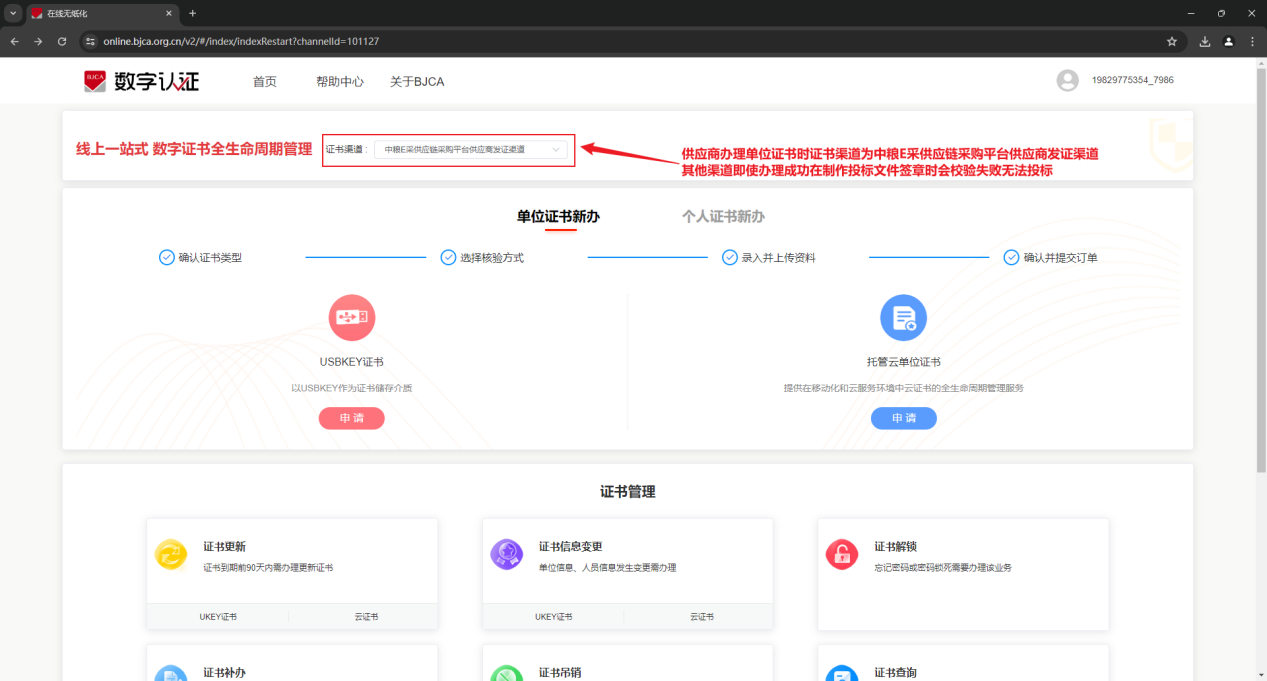 在线无纸化
online.bjca.org.cn/v2/#/index/indexRestart?channelId=101127
BJCA 数字认证 首页 帮助中心 关于BJCA 19829775354_7986
线上一站式 数字证书全生命周期管理 证书渠道： 中粮E采供应链采购平台供应商发证渠道
供应商办理单位证书时证书渠道为中粮E采供应链采购平台供应商发证渠道
其他渠道即使办理成功在制作投标文件签章时会校验失败无法投标
单位证书新办 个人证书新办
确认证书类型 选择核验方式 录入并上传资料 确认并提交订单
USBKEY证书 托管云单位证书
以USBKEY作为证书储存介质 提供在移动化和云服务环境中云证书的全生命周期管理服务
申 请 申 请
证书管理
证书更新 证书信息变更 证书解锁
证书到期前90天内需办理更新证书 单位信息、人员信息发生变更需办理 忘记密码或密码锁死需要办理该业务
UKEY证书 云证书 UKEY证书 云证书
证书补办 证书吊销 证书查询